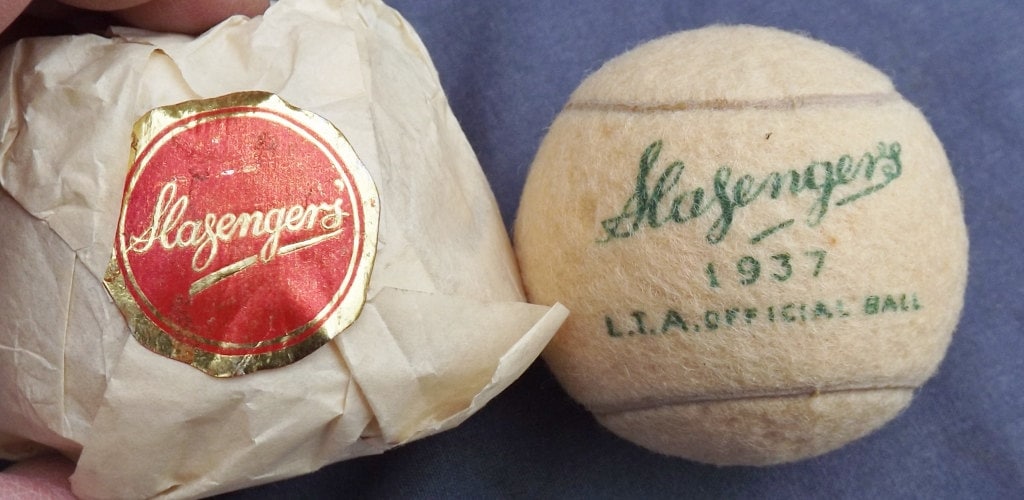 Slazengers
Slazengers
1937
L.T.A. OFFICIAL BALL